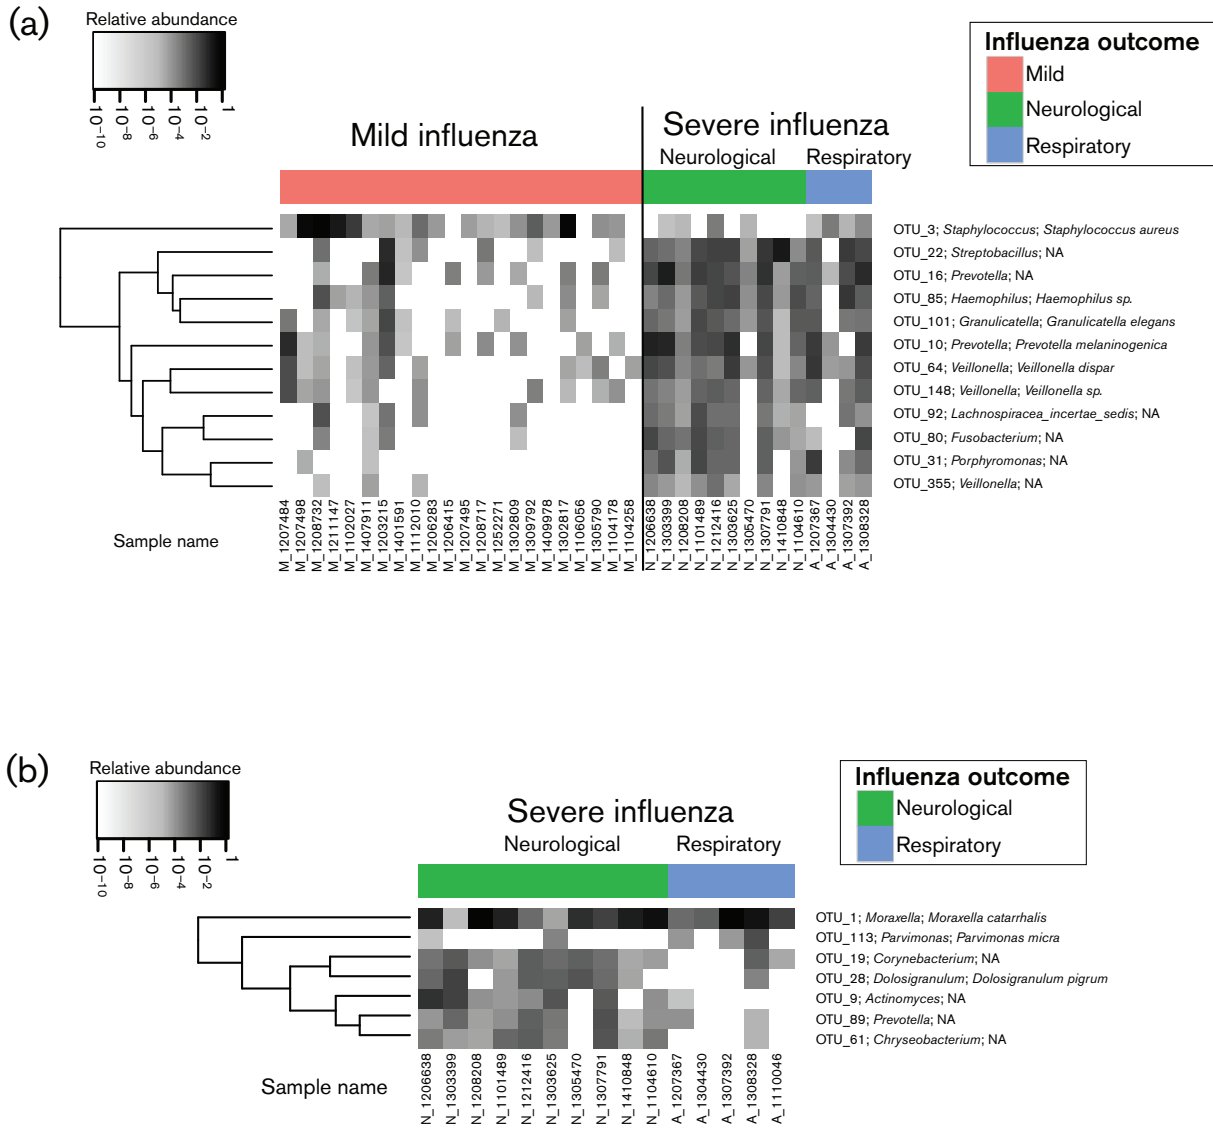 (a)
Relative abundance
10−10
10−8
10−6
10−4
10−2
1
Influenza outcome
Mild
Neurological
Respiratory
Mild influenza
Severe influenza
Neurological
Respiratory
OTU_3; Staphylococcus; Staphylococcus aureus
OTU_22; Streptobacillus; NA
OTU_16; Prevotella; NA
OTU_85; Haemophilus; Haemophilus sp.
OTU_101; Granulicatella; Granulicatella elegans
OTU_10; Prevotella; Prevotella melaninogenica
OTU_64; Veillonella; Veillonella dispar
OTU_148; Veillonella; Veillonella sp.
OTU_92; Lachnospiracea_incertae_sedis; NA
OTU_80; Fusobacterium; NA
OTU_31; Porphyromonas; NA
OTU_355; Veillonella; NA
Sample name
M_1207484
M_1207498
M_1208732
M_1211147
M_1102027
M_1407911
M_1203215
M_1401591
M_1112010
M_1206283
M_1206415
M_1207495
M_1208717
M_1252271
M_1302809
M_1309792
M_1409978
M_1302817
M_1106056
M_1305790
M_1104178
M_1104258
N_1206638
N_1303399
N_1208208
N_1101489
N_1212416
N_1303625
N_1305470
N_1307791
N_1410848
N_1104610
A_1207367
A_1304430
A_1307392
A_1308328
(b)
Relative abundance
10−10
10−8
10−6
10−4
10−2
1
Influenza outcome
Neurological
Respiratory
Severe influenza
Neurological
Respiratory
OTU_1; Moraxella; Moraxella catarrhalis
OTU_113; Parvimonas; Parvimonas micra
OTU_19; Corynebacterium; NA
OTU_28; Dolosigranulum; Dolosigranulum pigrum
OTU_9; Actinomyces; NA
OTU_89; Prevotella; NA
OTU_61; Chryseobacterium; NA
Sample name
N_1206638
N_1303399
N_1208208
N_1101489
N_1212416
N_1303625
N_1305470
N_1307791
N_1410848
N_1104610
A_1207367
A_1304430
A_1307392
A_1308328
A_1110046